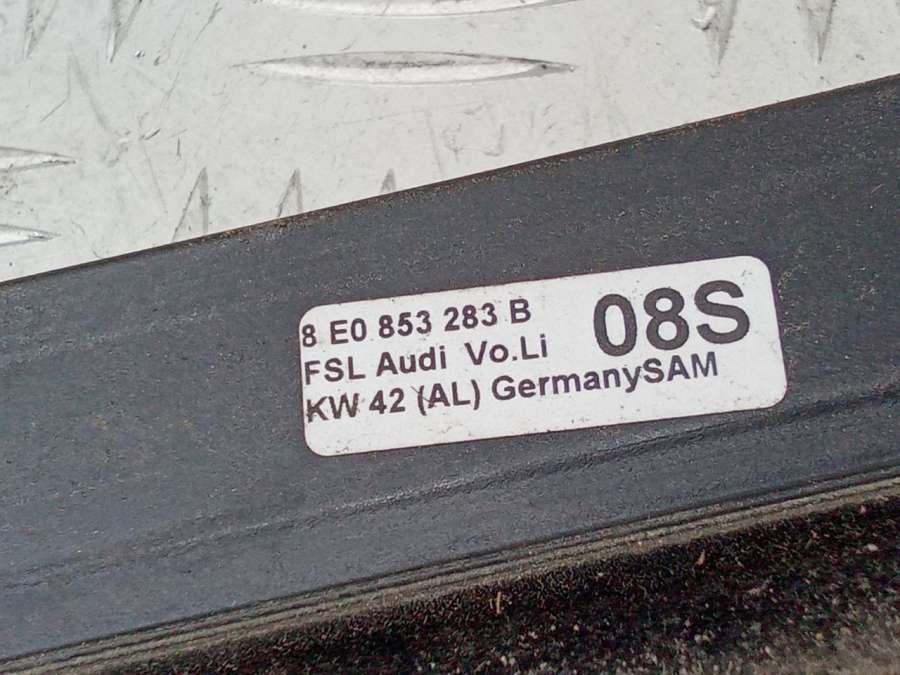 8 E0 853 283 B 08S
FSL Audi Vo.Li
KW 42 (AL) GermanySAM